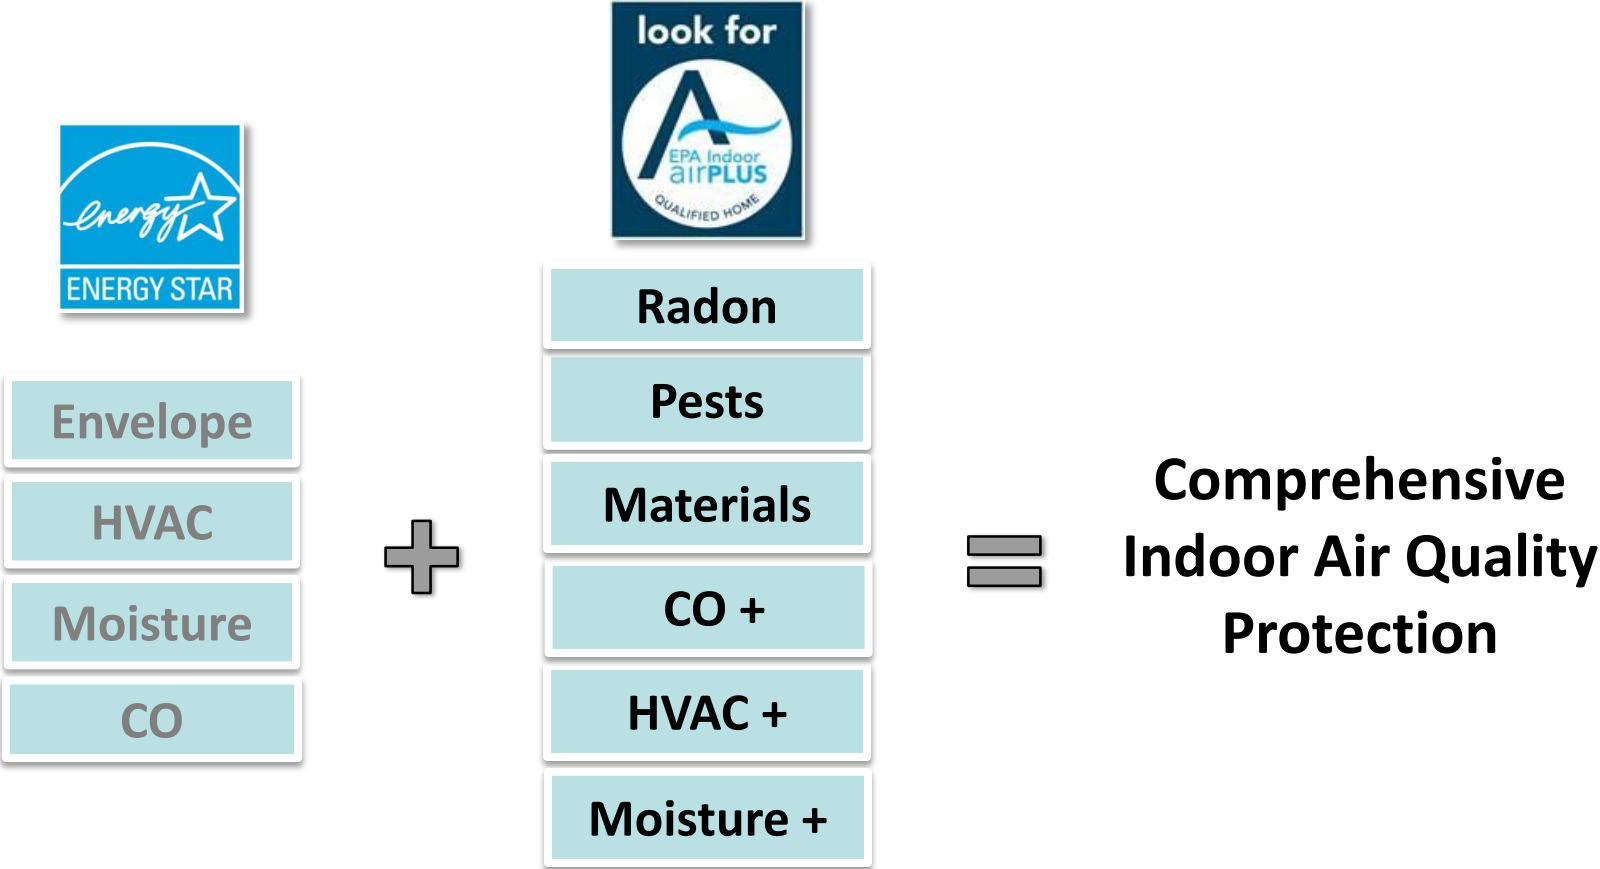 energy
ENERGY STAR
Envelope
HVAC
Moisture
CO
look for
A
EPA Indoor
airPLUS
QUALIFIED HOME
Radon
Pests
Materials
CO +
HVAC +
Moisture +
Comprehensive
Indoor Air Quality
Protection